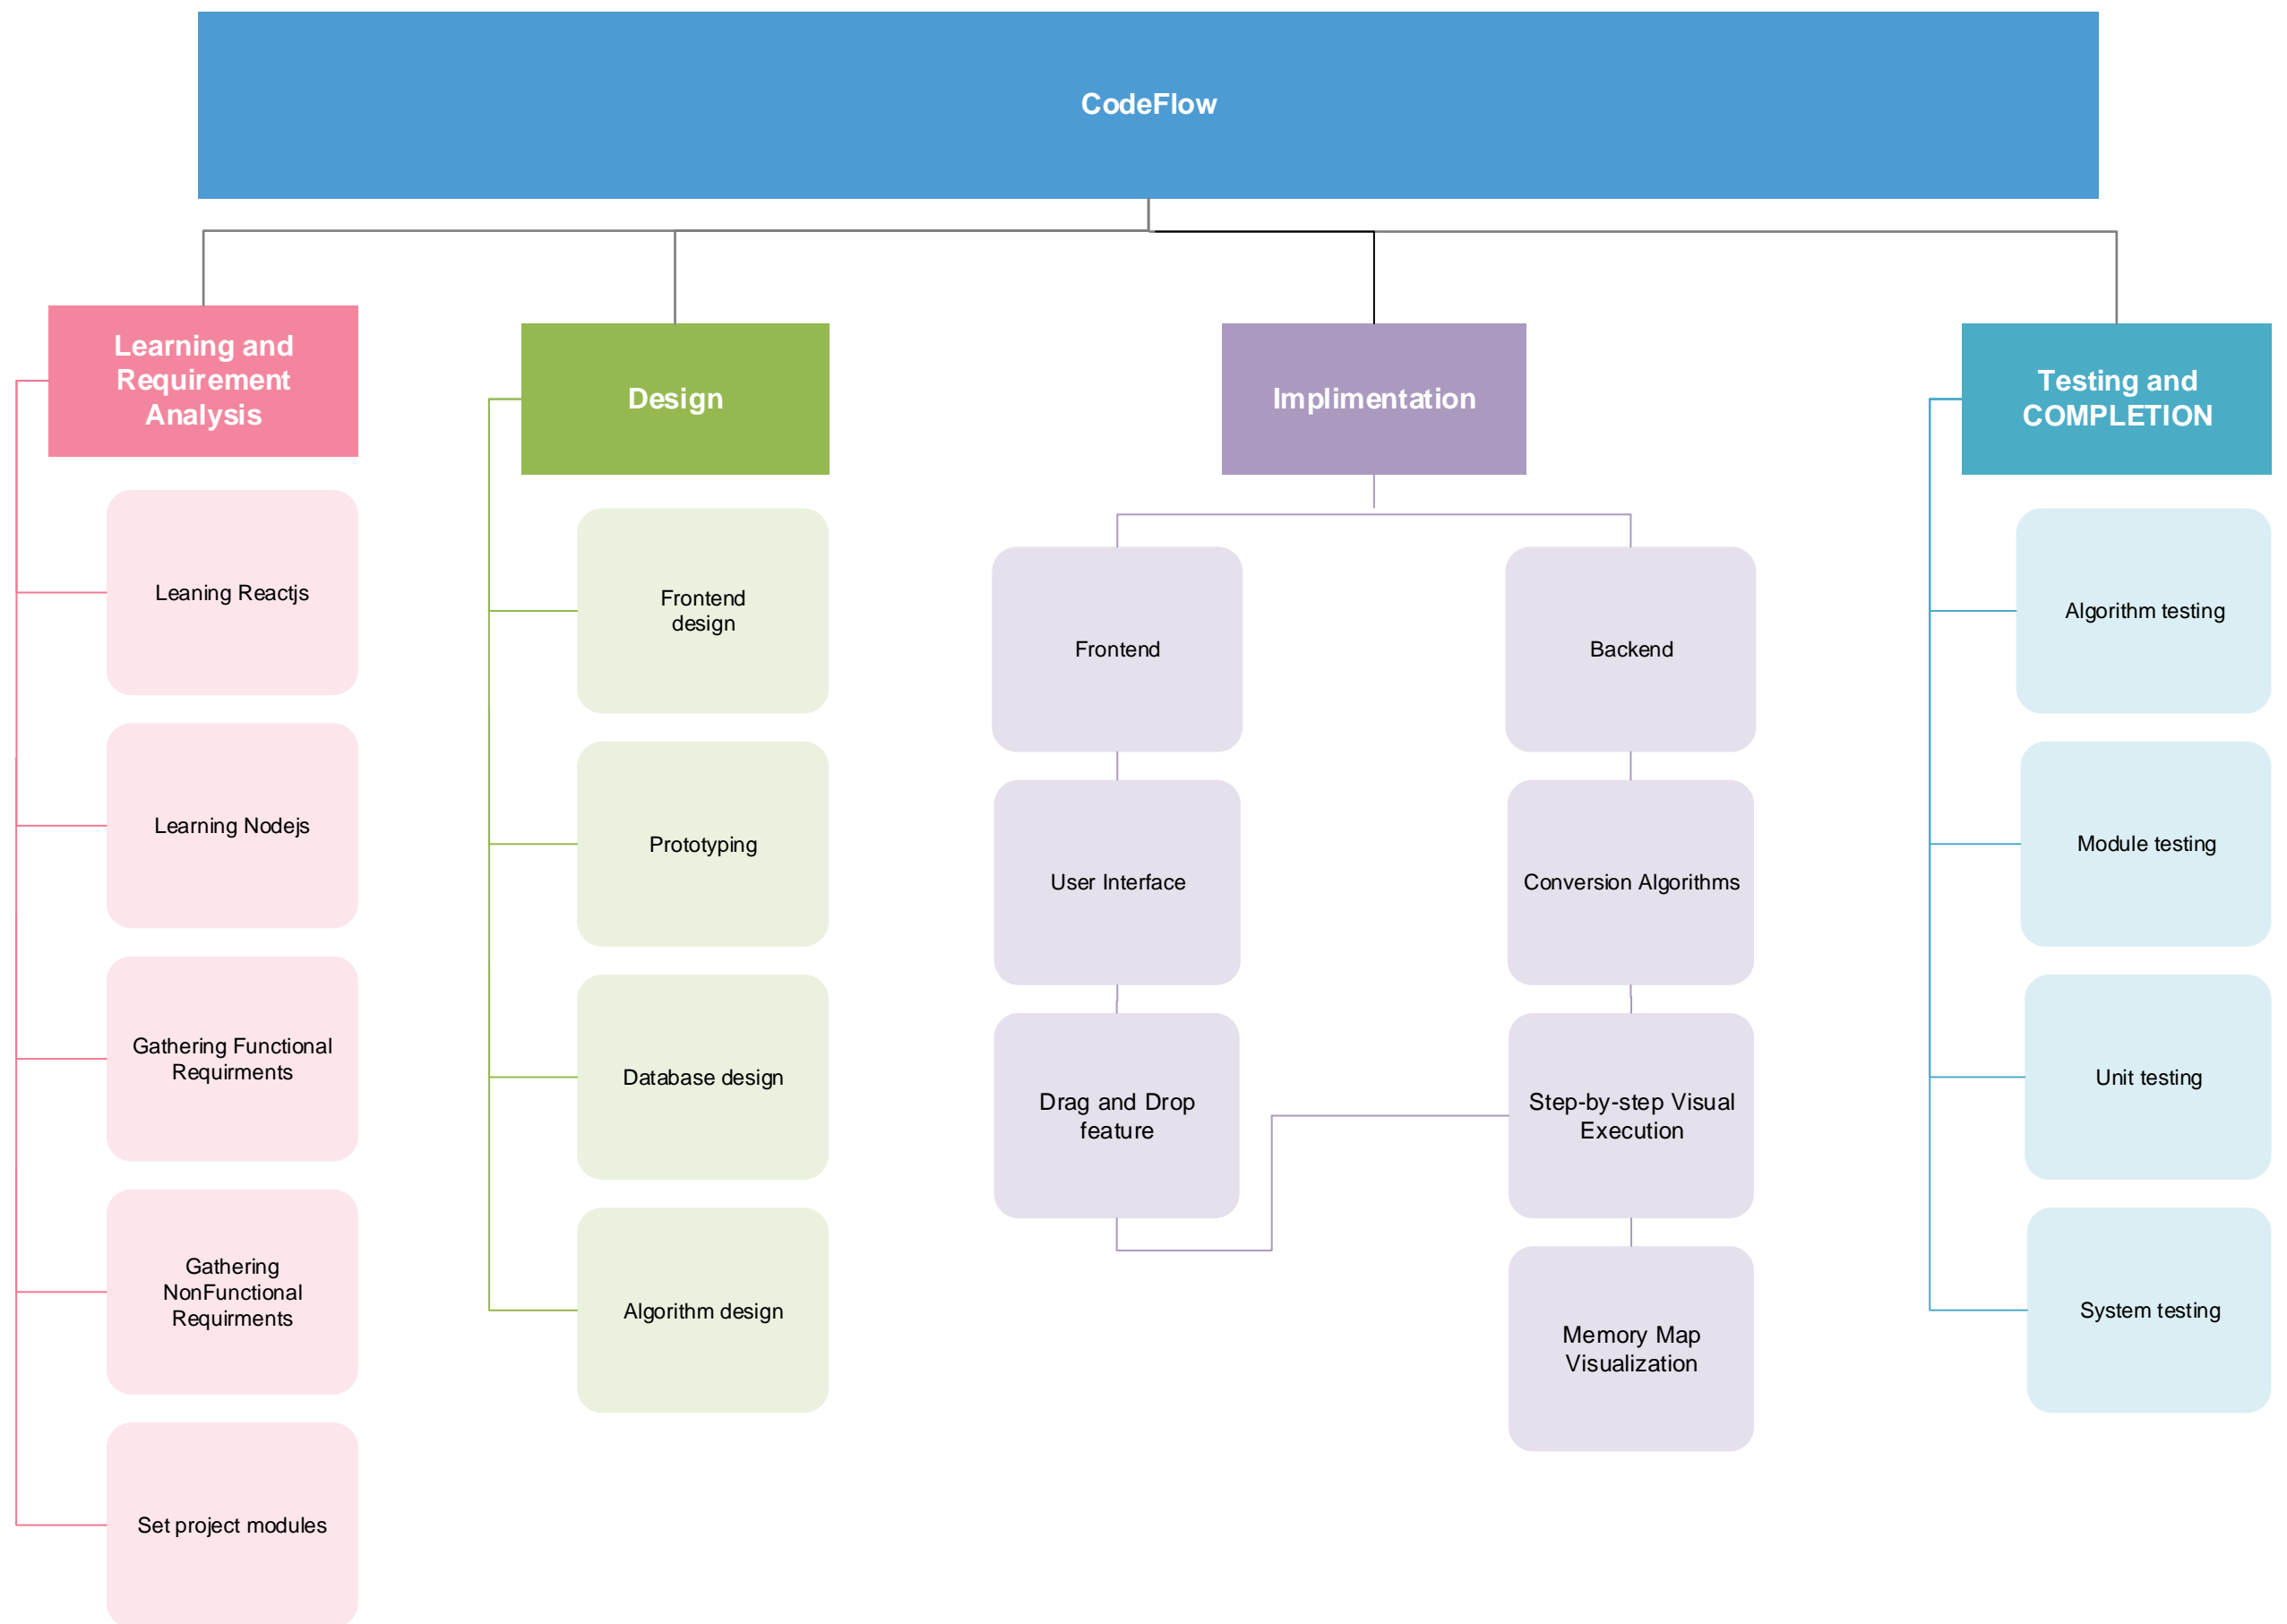 CodeFlow
Learning and
Requirement
Analysis
Leaning Reactjs
Learning Nodejs
Gathering Functional
Requirments
Gathering
NonFunctional
Requirments
Set project modules
Design
Frontend
design
Prototyping
Database design
Algorithm design
Implimentation
Frontend
User Interface
Drag and Drop
feature
Backend
Conversion Algorithms
Step-by-step Visual
Execution
Memory Map
Visualization
Testing and
COMPLETION
Algorithm testing
Module testing
Unit testing
System testing